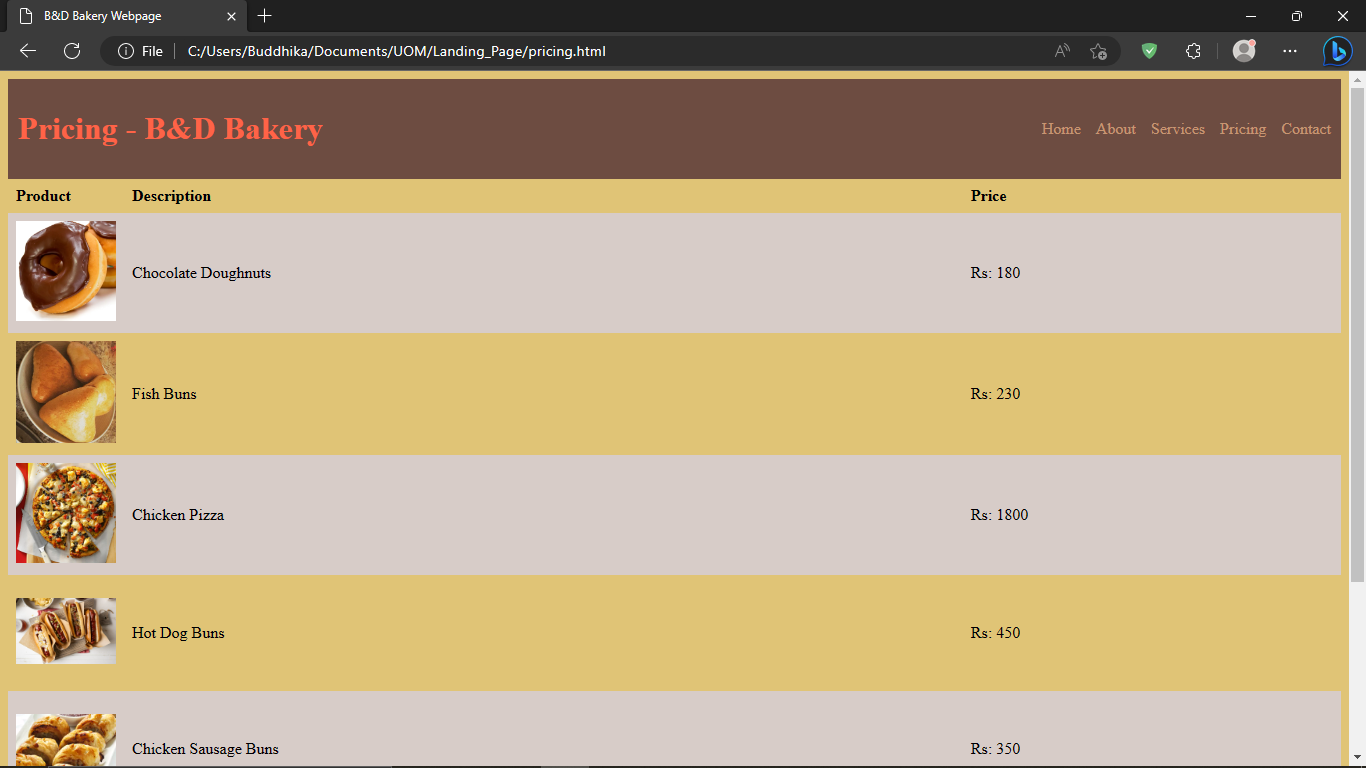 B&D Bakery Webpage
File C:/Users/Buddhika/Documents/UOM/Landing_Page/pricing.html
Pricing - B&D Bakery Home About Services Pricing Contact
Product Description Price
Chocolate Doughnuts Rs: 180
Fish Buns Rs: 230
Chicken Pizza Rs: 1800
Hot Dog Buns Rs: 450
Chicken Sausage Buns Rs: 350